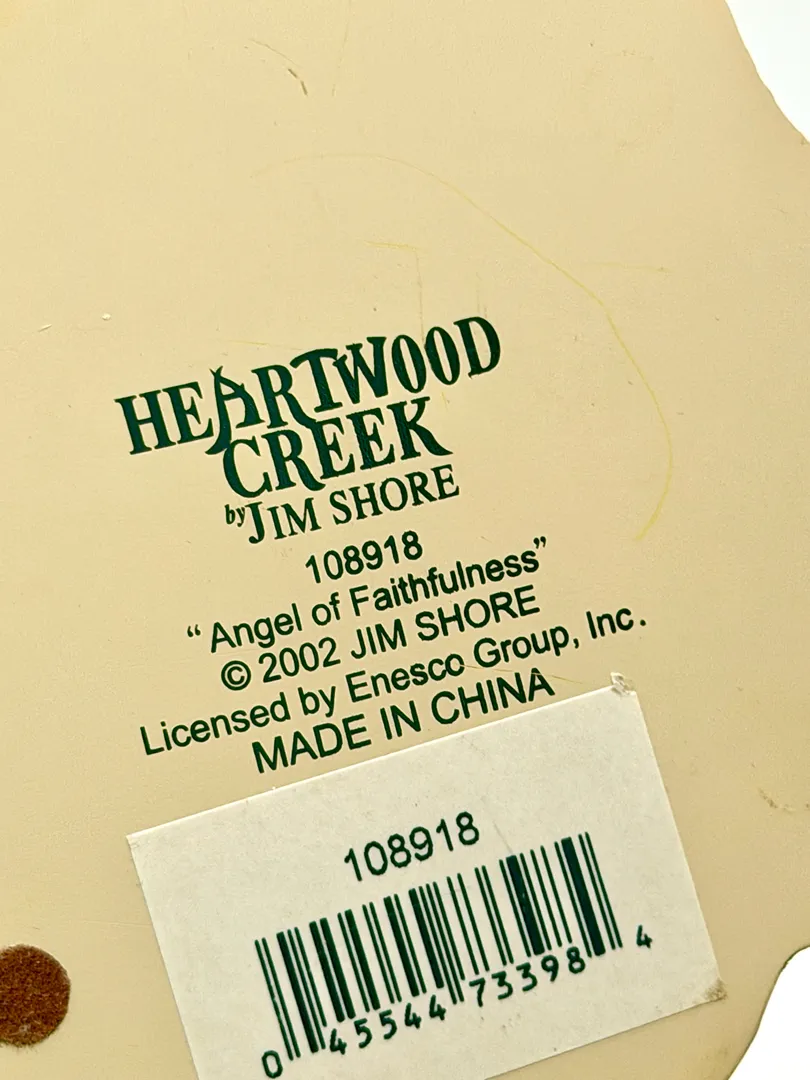 HEARTWOOD
CREEK
by JIM SHORE
108918
“Angel of Faithfulness”
© 2002 JIM SHORE
Licensed by Enesco Group, Inc.
MADE IN CHINA
108918
0 45544 73398 4